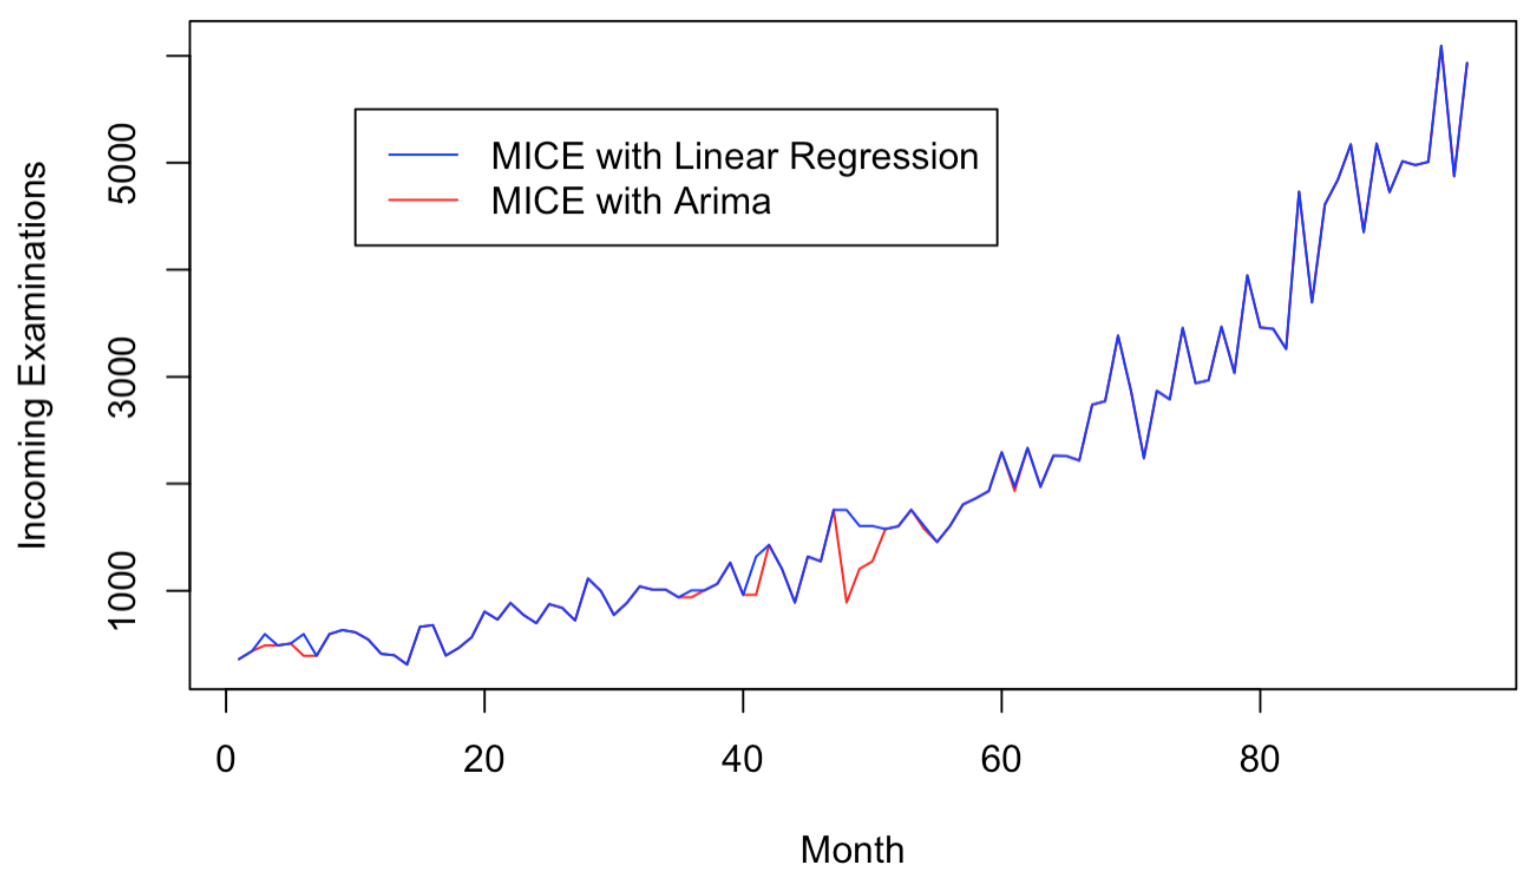 Incoming Examinations
5000
3000
1000
MICE with Linear Regression
MICE with Arima
0 20 40 60 80
Month